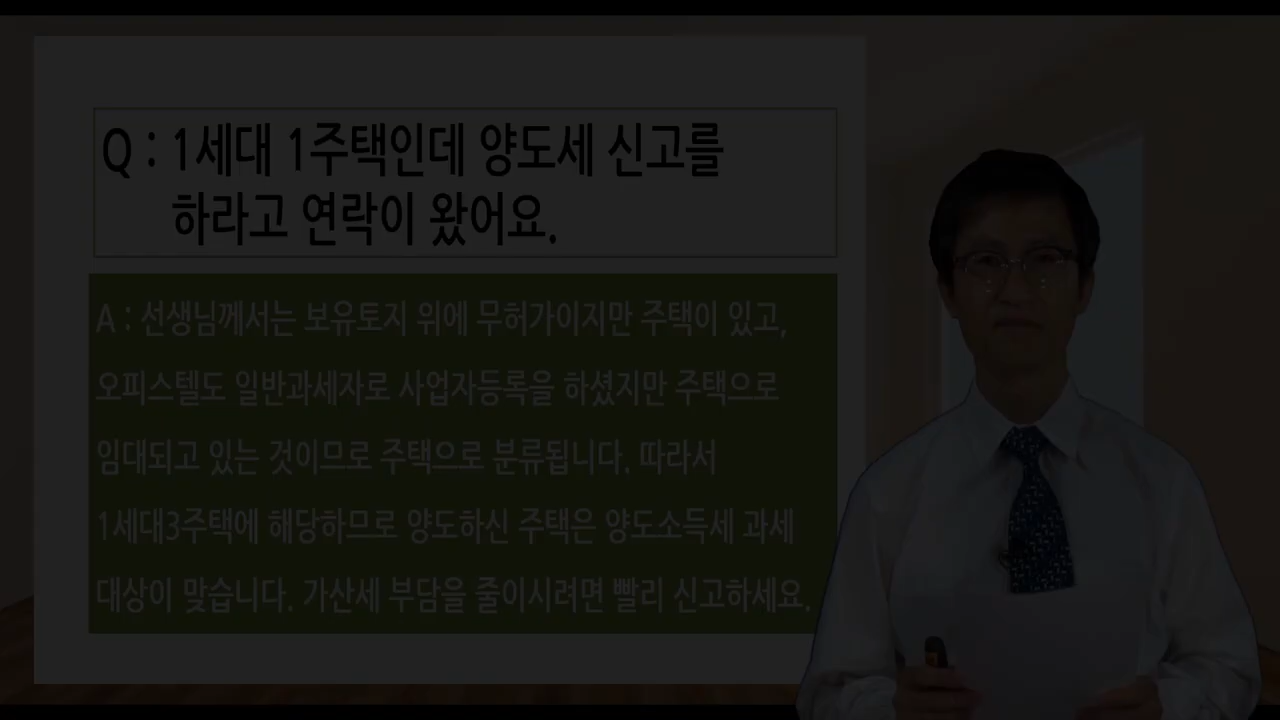 Q : 1세대 1주택인데 양도세 신고를
하라고 연락이 왔어요.
A : 선생님께서는 보유토지 위에 무허가이지만 주택이 있고,
오피스텔도 일반과세자로 사업자등록을 하셨지만 주택으로
임대되고 있는 것이므로 주택으로 분류됩니다. 따라서
1세대3주택에 해당하므로 양도하신 주택은 양도소득세 과세
대상이 맞습니다. 가산세 부담을 줄이시려면 빨리 신고하세요.